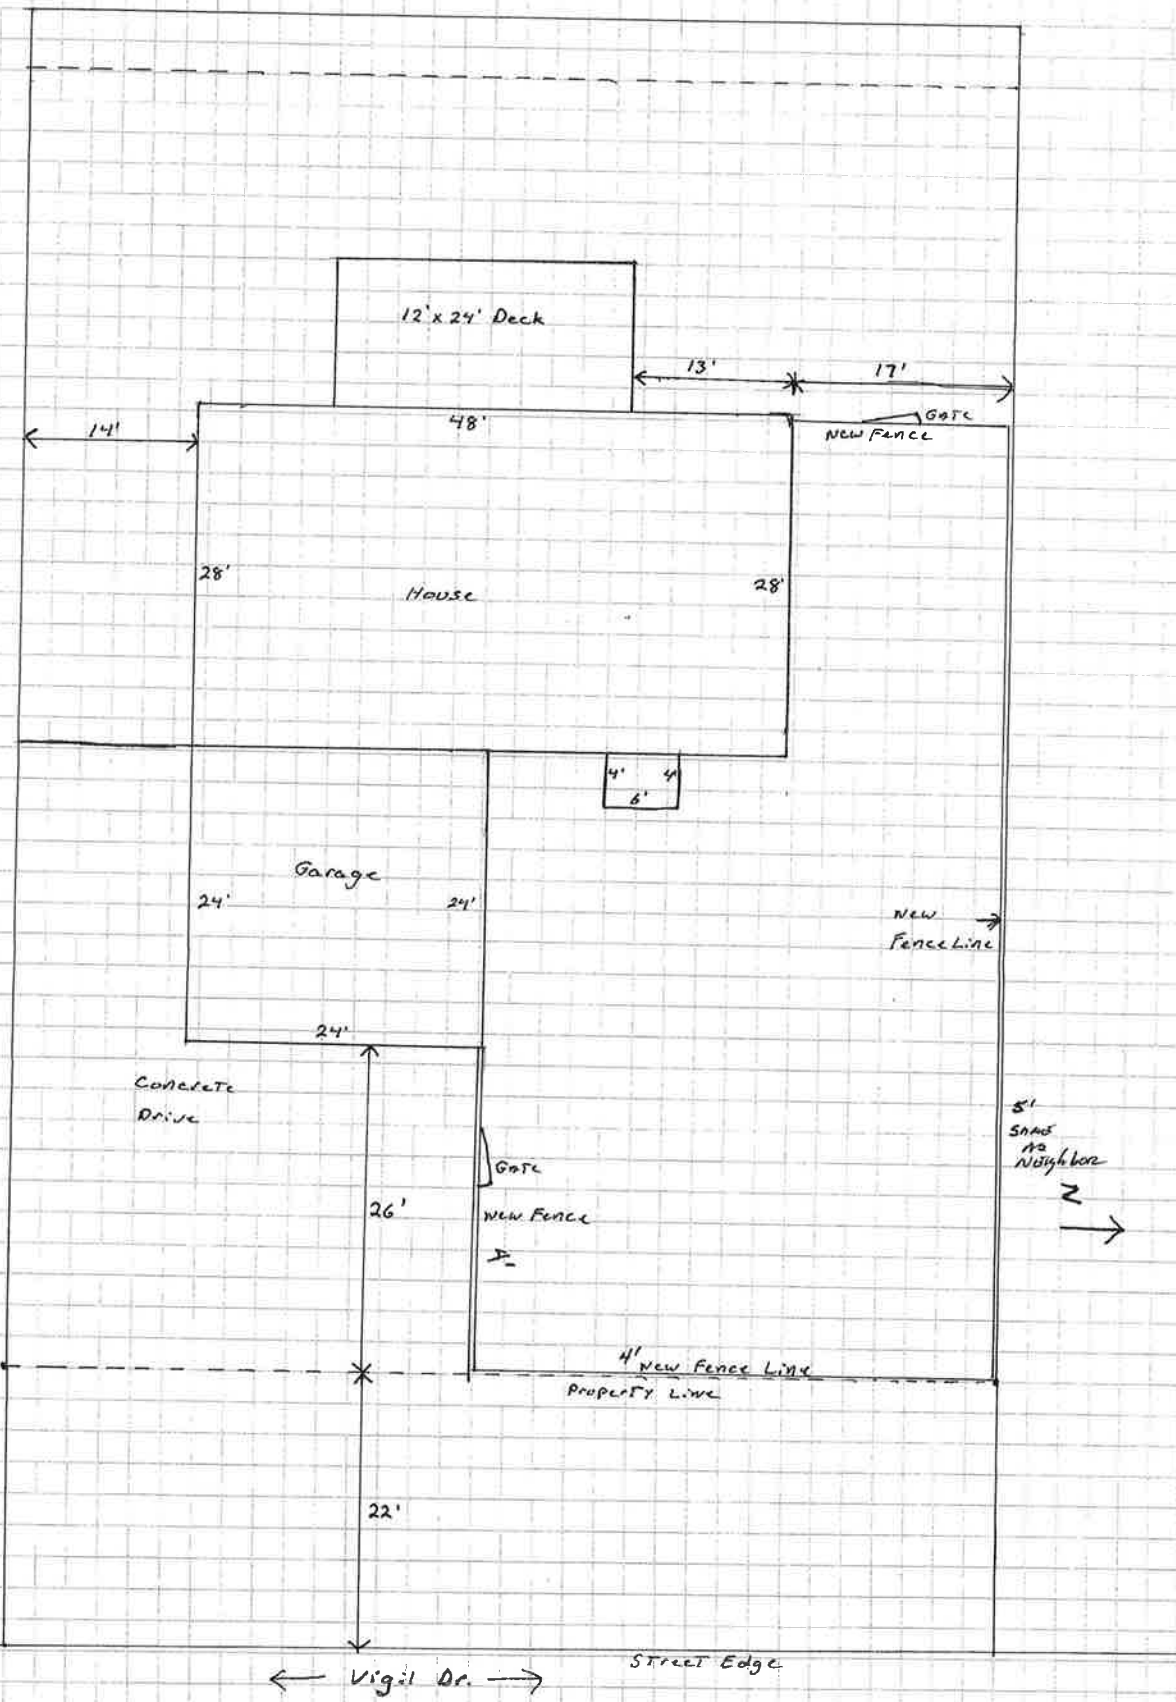 12' x 24' Deck
13'
17'
GATE
New Fence
14'
48'
28'
House
28'
4'
4'
6'
Garage
24'
24'
New
Fence Line
24'
Concrete
Drive
5'
Neighbor
GATE
26'
New Fence
4'
New Fence Line
Property Line
22'
Street Edge
Vigil Dr.